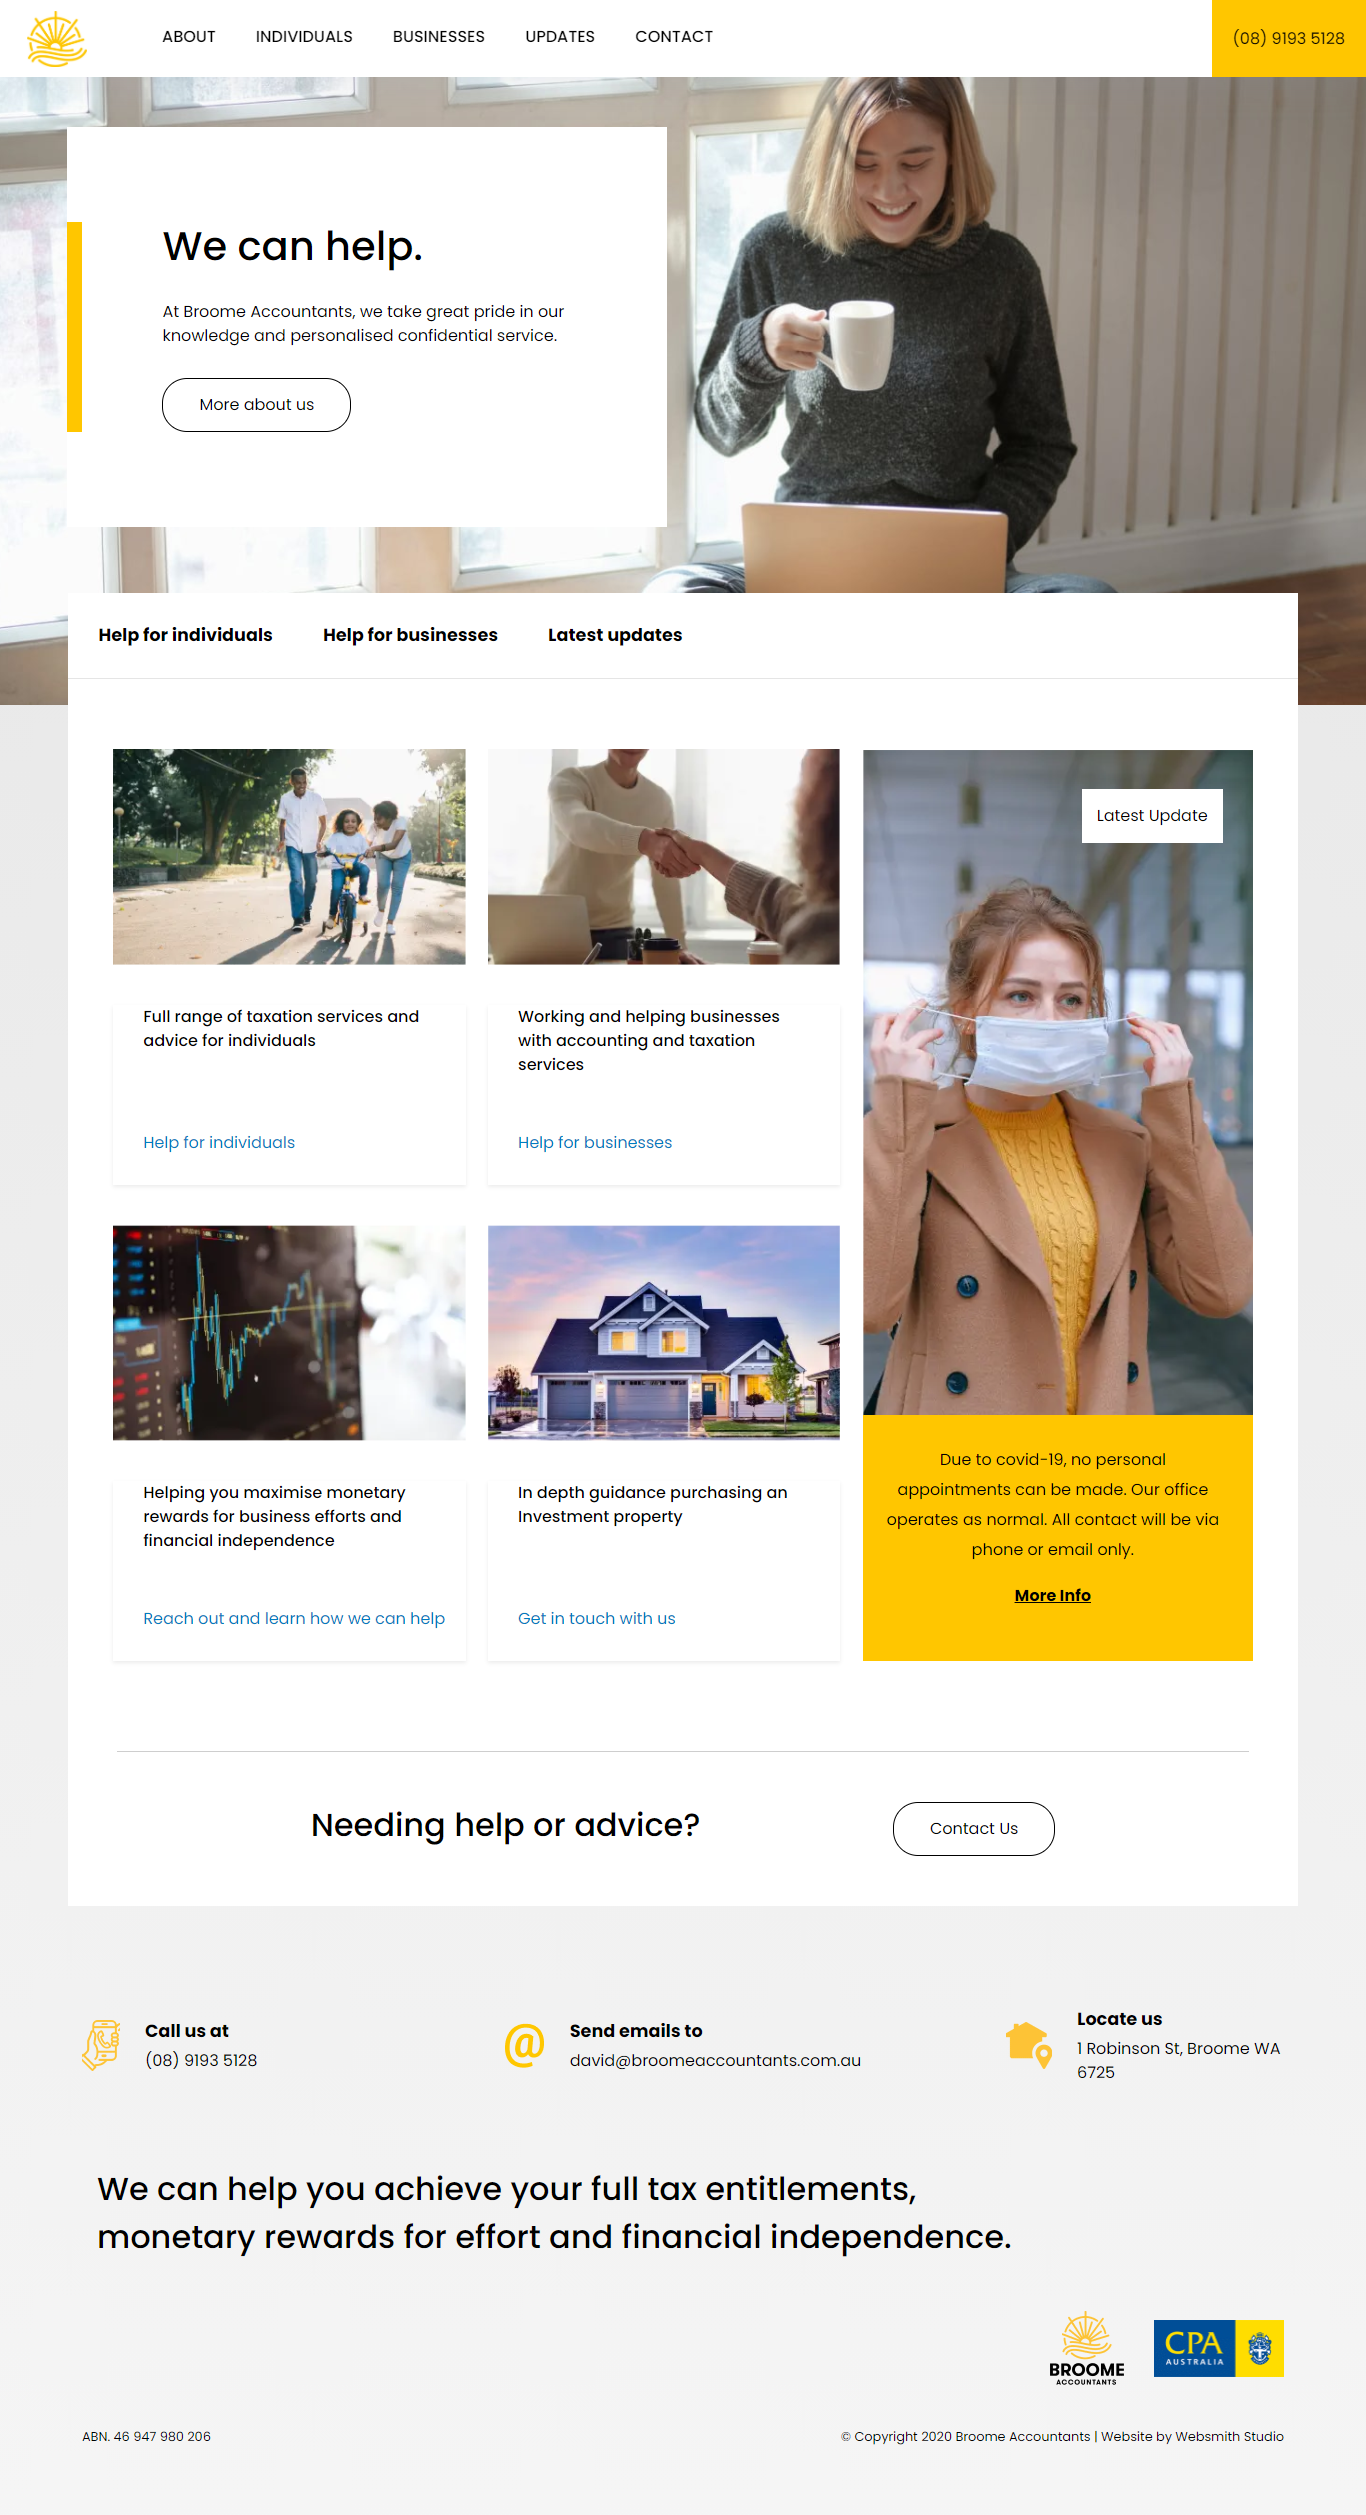 ABOUT
INDIVIDUALS
BUSINESSES
UPDATES
CONTACT
(08) 9193 5128
We can help.
At Broome Accountants, we take great pride in our
knowledge and personalised confidential service.
More about us
Help for individuals
Help for businesses
Latest updates
Full range of taxation services and
advice for individuals
Help for individuals
Working and helping businesses
with accounting and taxation
services
Help for businesses
Latest Update
Helping you maximise monetary
rewards for business efforts and
financial independence
Reach out and learn how we can help
In depth guidance purchasing an
Investment property
Get in touch with us
Due to covid-19, no personal
appointments can be made. Our office
operates as normal. All contact will be via
phone or email only.
More Info
Needing help or advice?
Contact Us
Call us at
(08) 9193 5128
Send emails to
david@broomeaccountants.com.au
Locate us
1 Robinson St, Broome WA
6725
We can help you achieve your full tax entitlements,
monetary rewards for effort and financial independence.
BROOME
ACCOUNTANTS
CPA
AUSTRALIA
ABN. 46 947 980 206
© Copyright 2020 Broome Accountants | Website by Websmith Studio